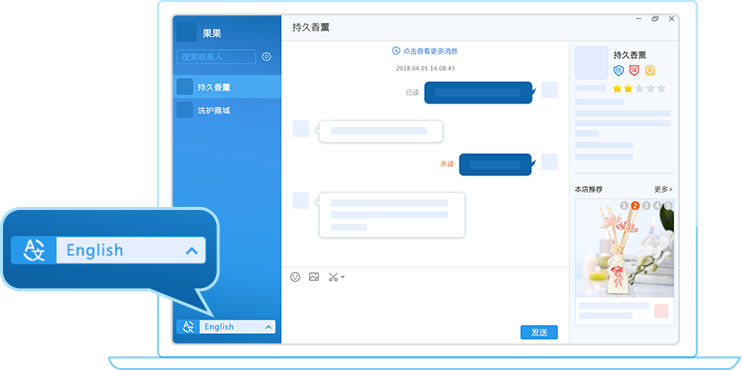 果果
搜索联系人
持久香薰
洗护商城
English
English
持久香薰
点击查看更多消息
2018.04.05 14:08:43
已读
未读
发送
持久香薰
本店推荐 更多>
1 2 3 4 5